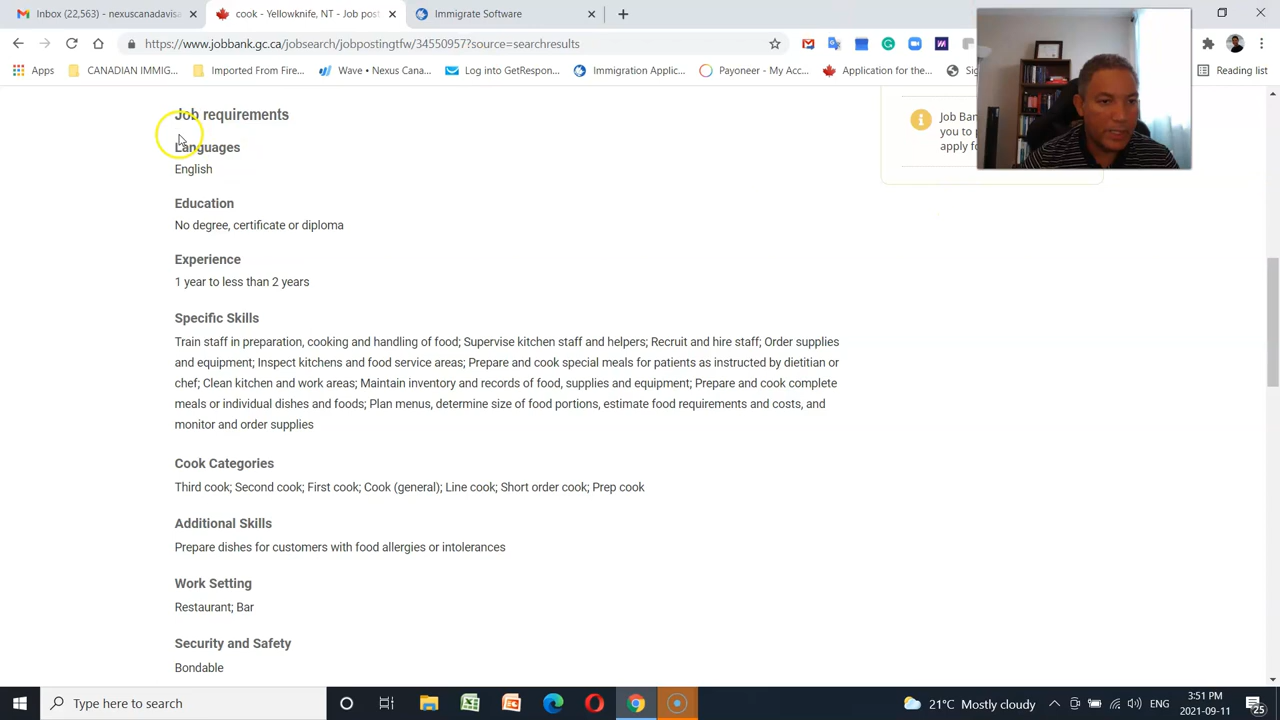 Inbox (22,563) - nexuscanadavisa
cook - Yellowknife, NT - Job post
Immigrate Software
https://www.jobbank.gc.ca/jobsearch/jobpostingtfw/34550957?source=searchresults
Apps
CANADIAN IMMIG...
Imported From Fire...
Wave • Nexus Cana...
Log into GetRespon...
Immigration Applic...
Payoneer - My Acc...
Application for the...
Reading list
Job requirements
Languages
English
Education
No degree, certificate or diploma
Experience
1 year to less than 2 years
Specific Skills
Train staff in preparation, cooking and handling of food; Supervise kitchen staff and helpers; Recruit and hire staff; Order supplies
and equipment; Inspect kitchens and food service areas; Prepare and cook special meals for patients as instructed by dietitian or
chef; Clean kitchen and work areas; Maintain inventory and records of food, supplies and equipment; Prepare and cook complete
meals or individual dishes and foods; Plan menus, determine size of food portions, estimate food requirements and costs, and
monitor and order supplies
Cook Categories
Third cook; Second cook; First cook; Cook (general); Line cook; Short order cook; Prep cook
Additional Skills
Prepare dishes for customers with food allergies or intolerances
Work Setting
Restaurant; Bar
Security and Safety
Bondable
Job Ban
you to p
apply fo
Type here to search
21°C Mostly cloudy
ENG
3:51 PM
2021-09-11
25